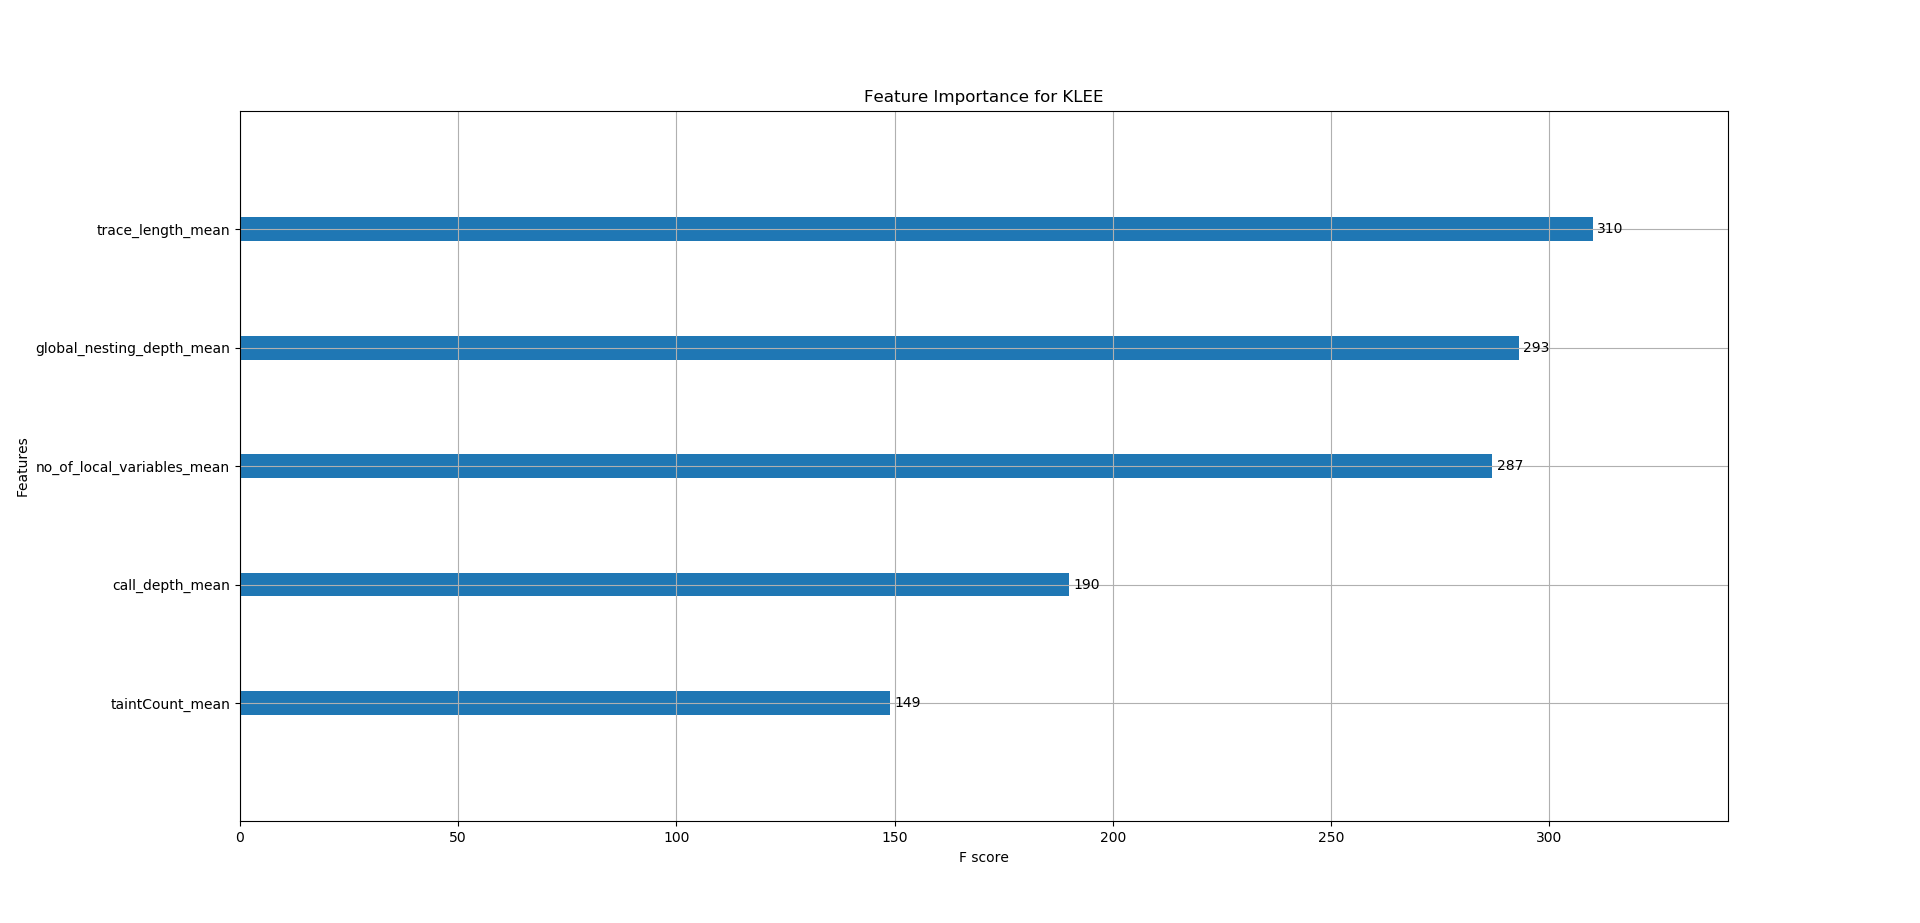 Feature Importance for KLEE
Features
trace_length_mean
310
global_nesting_depth_mean
293
no_of_local_variables_mean
287
call_depth_mean
190
taintCount_mean
149
0 50 100 150 200 250 300
F score